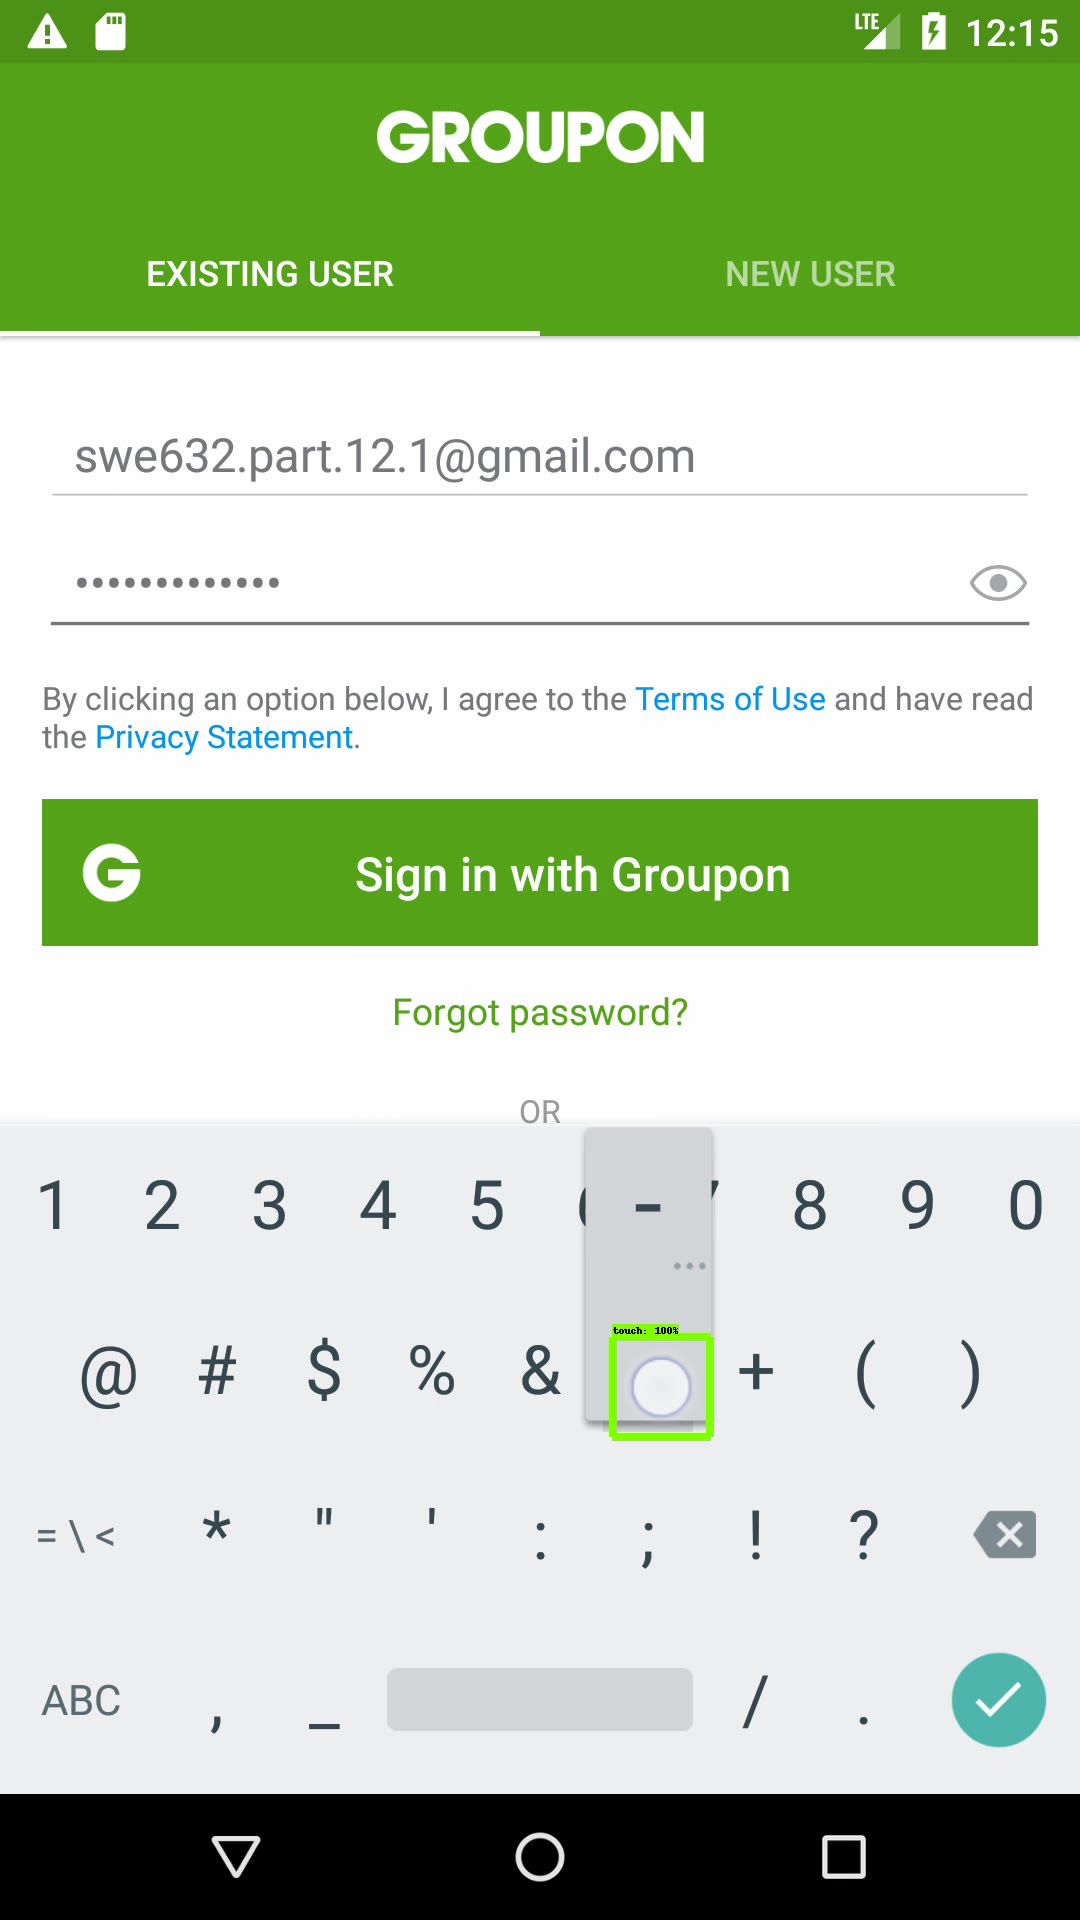 LTE 12:15
GROUPON
EXISTING USER NEW USER
swe632.part.12.1@gmail.com
•••••••••••••
By clicking an option below, I agree to the Terms of Use and have read
the Privacy Statement.
G Sign in with Groupon
Forgot password?
OR
1 2 3 4 5 - 8 9 0
...
touch: 100%
@ # $ % & + ( )
= \ < * " ' : ; ! ?
ABC , _ / .